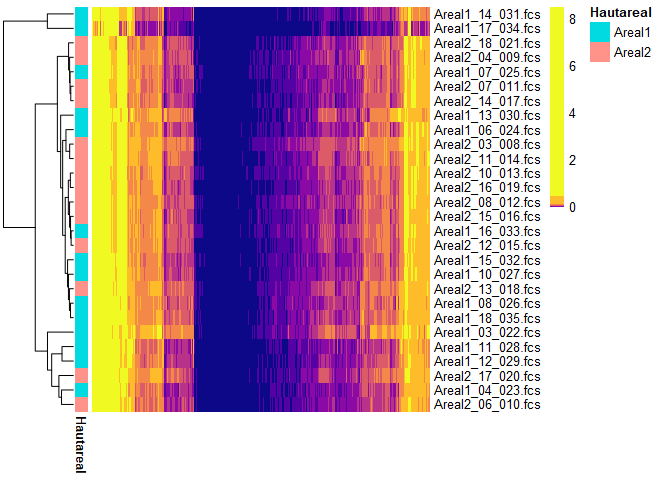 Areal1_14_031.fcs
Areal1_17_034.fcs
Areal2_18_021.fcs
Areal2_04_009.fcs
Areal1_07_025.fcs
Areal2_07_011.fcs
Areal2_14_017.fcs
Areal1_13_030.fcs
Areal1_06_024.fcs
Areal2_03_008.fcs
Areal2_11_014.fcs
Areal2_10_013.fcs
Areal2_16_019.fcs
Areal2_08_012.fcs
Areal2_15_016.fcs
Areal1_16_033.fcs
Areal2_12_015.fcs
Areal1_15_032.fcs
Areal1_10_027.fcs
Areal2_13_018.fcs
Areal1_08_026.fcs
Areal1_18_035.fcs
Areal1_03_022.fcs
Areal1_11_028.fcs
Areal1_12_029.fcs
Areal2_17_020.fcs
Areal1_04_023.fcs
Areal2_06_010.fcs
Hautareal
8
6
4
2
0
Hautareal
Areal1
Areal2